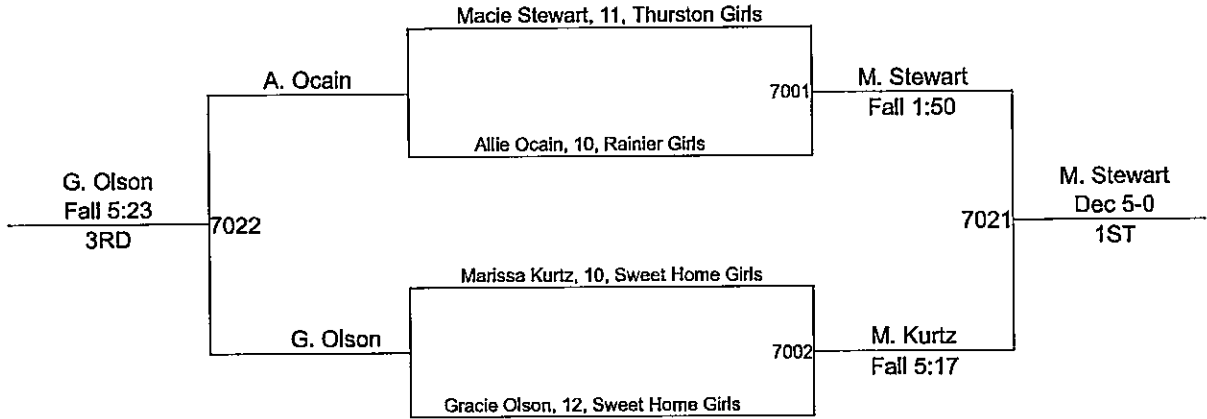 Macie Stewart, 11, Thurston Girls
A. Ocain
7001
M. Stewart
Fall 1:50
Allie Ocain, 10, Rainier Girls
G. Olson
Fall 5:23
3RD
7022
7021
M. Stewart
Dec 5-0
1ST
Marissa Kurtz, 10, Sweet Home Girls
G. Olson
7002
M. Kurtz
Fall 5:17
Gracie Olson, 12, Sweet Home Girls